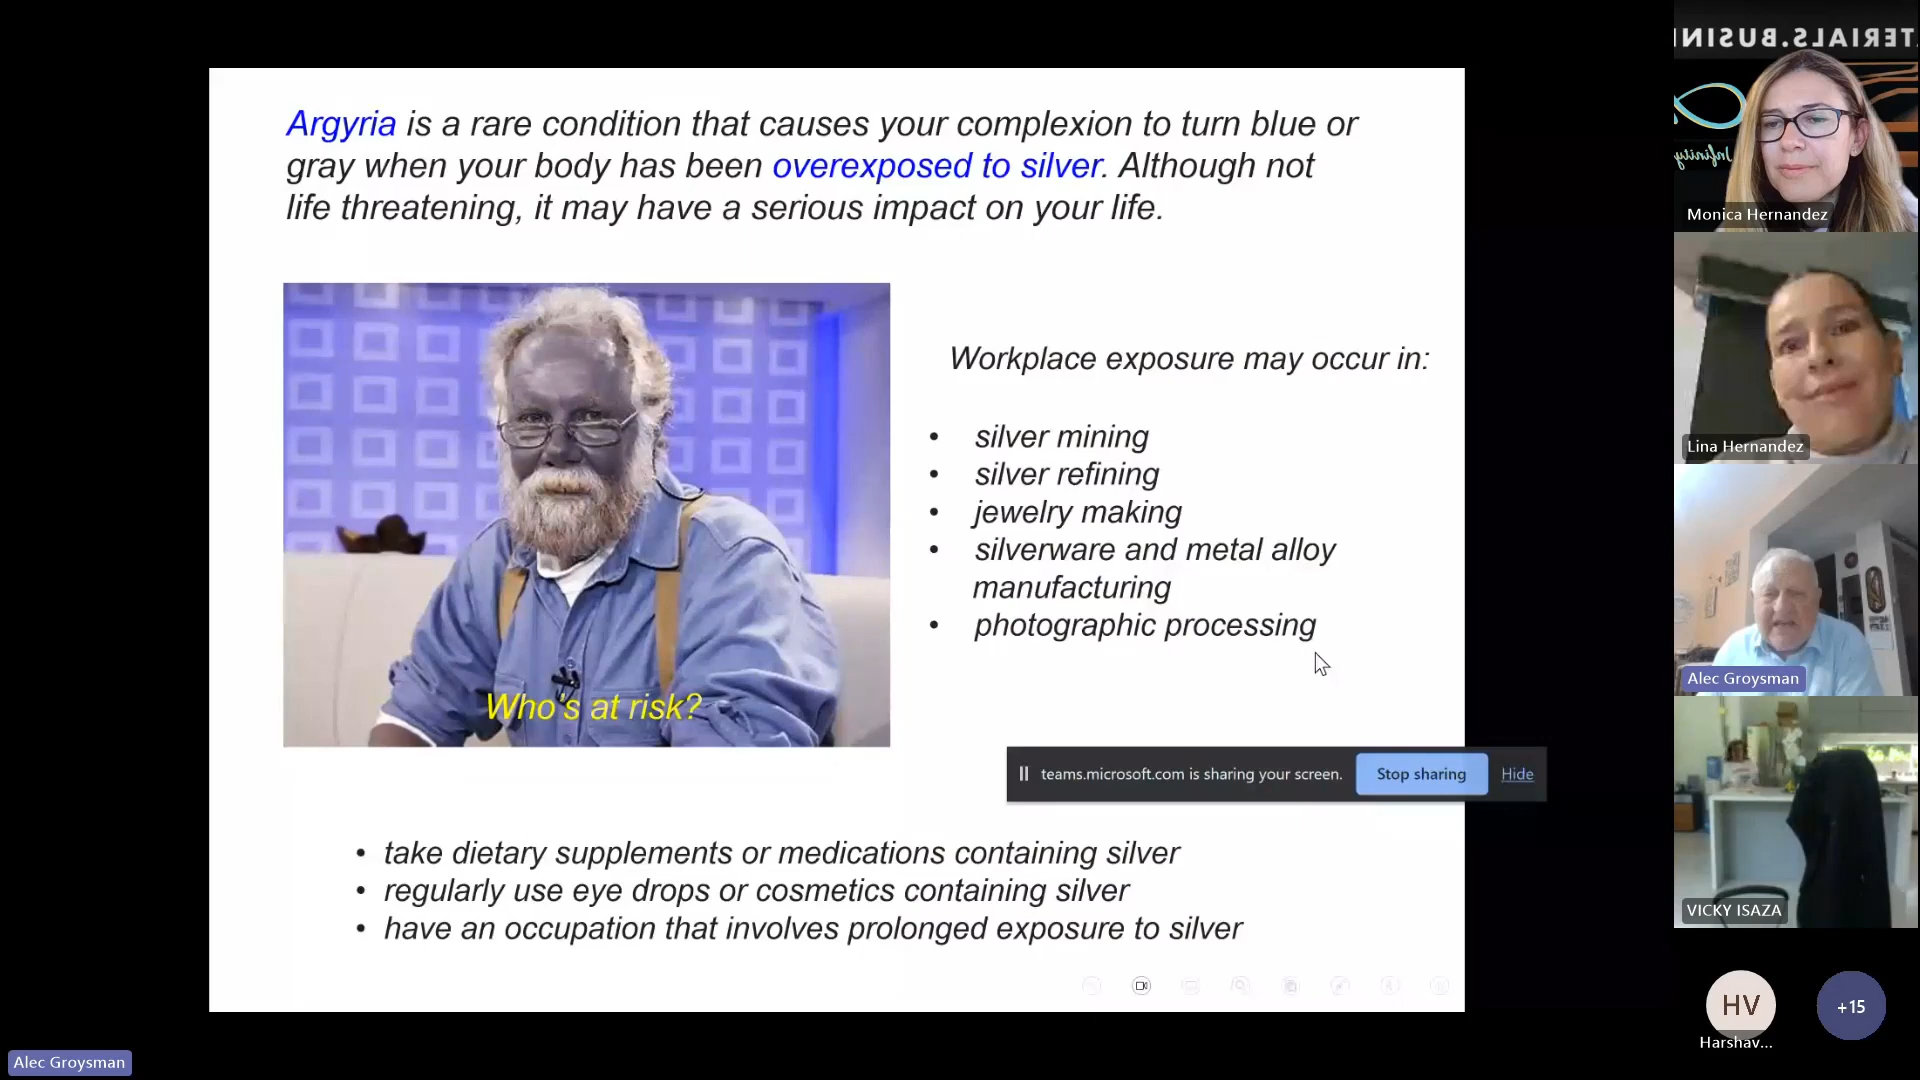 Argyria is a rare condition that causes your complexion to turn blue or
gray when your body has been overexposed to silver. Although not
life threatening, it may have a serious impact on your life.
Workplace exposure may occur in:
• silver mining
• silver refining
• jewelry making
• silverware and metal alloy
manufacturing
• photographic processing
Who's at risk?
teams.microsoft.com is sharing your screen. Stop sharing Hide
• take dietary supplements or medications containing silver
• regularly use eye drops or cosmetics containing silver
• have an occupation that involves prolonged exposure to silver
Alec Groysman
TERIALS.BUSINE
Infinity
Monica Hernandez
Lina Hernandez
Alec Groysman
VICKY ISAZA
HV
Harshav...
+15